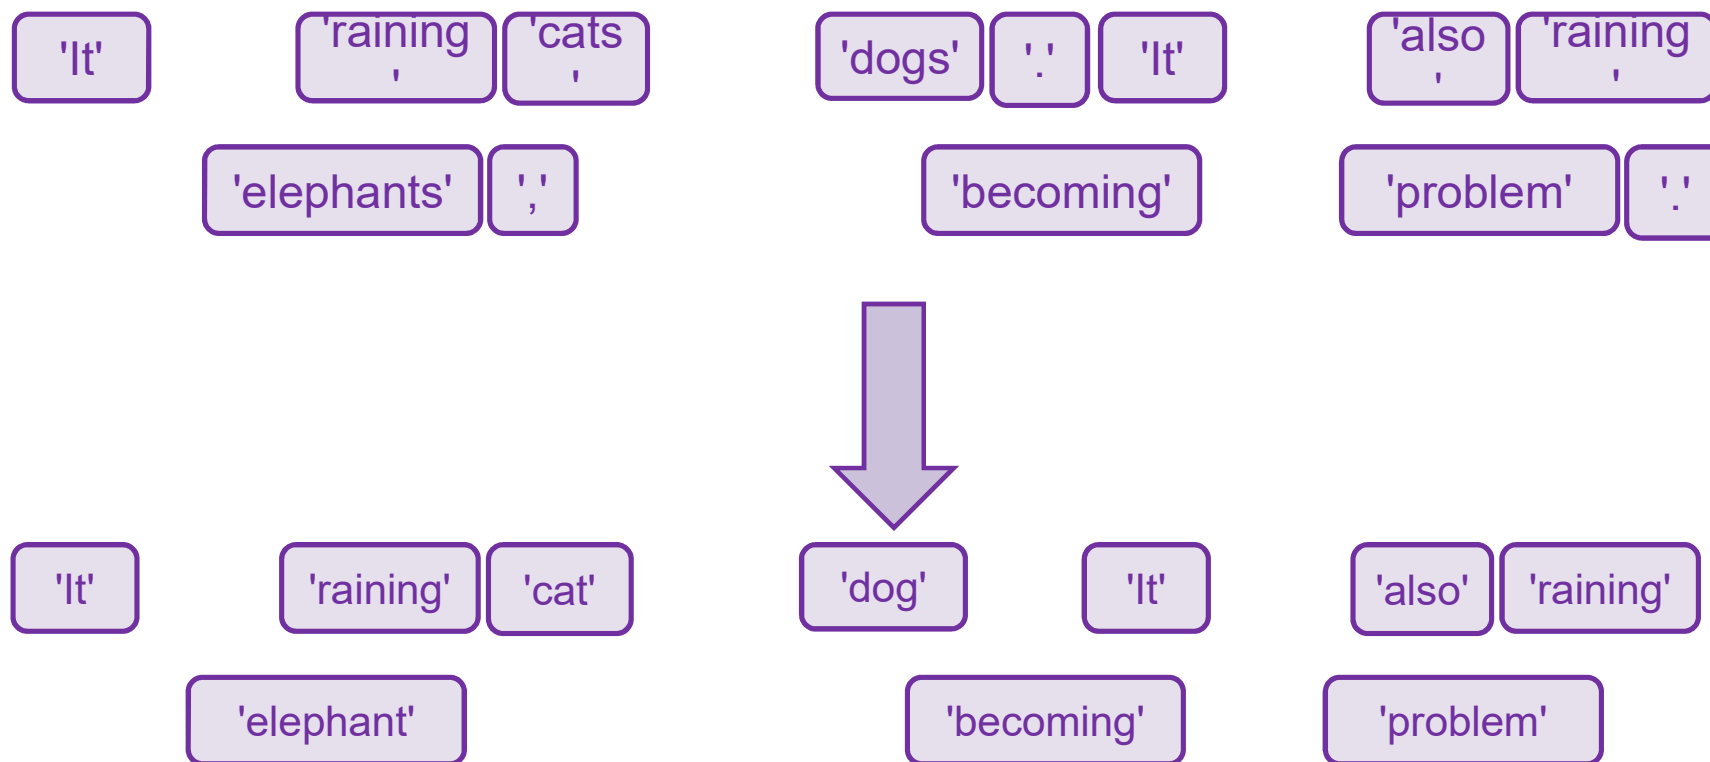 'It' 'raining' 'cats' 'dogs' '.' 'It' 'also' 'raining'
'elephants' ',' 'becoming' 'problem' '.'
'It' 'raining' 'cat' 'dog' 'It' 'also' 'raining'
'elephant' 'becoming' 'problem'